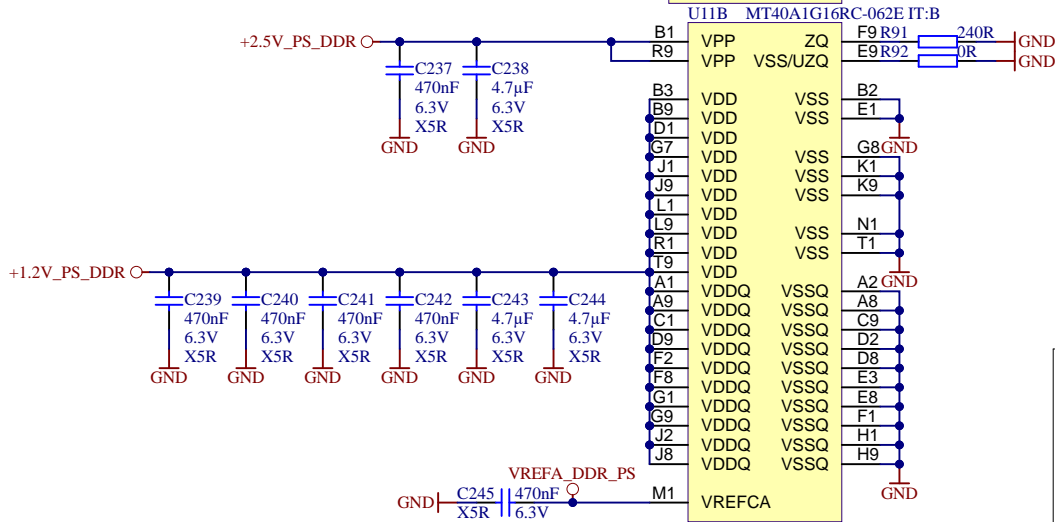 U11B MT40A1G16RC-062E IT:B
+2.5V_PS_DDR B1 VPP ZQ F9 R91 240R GND
R9 VPP VSS/UZQ E9 R92 0R GND
C237 C238
470nF 4.7µF
6.3V 6.3V
X5R X5R
GND GND
B3 VDD VSS B2
B9 VDD VSS E1
D1 VDD
GND
G7 VDD VSS G8
J1 VDD VSS K1
J9 VDD VSS K9
L1 VDD
L9 VDD VSS N1
R1 VDD VSS T1
+1.2V_PS_DDR T9 VDD
GND
A1 VDDQ VSSQ A2
A9 VDDQ VSSQ A8
C1 VDDQ VSSQ C9
D9 VDDQ VSSQ D2
F2 VDDQ VSSQ D8
F8 VDDQ VSSQ E3
G1 VDDQ VSSQ E8
G9 VDDQ VSSQ F1
J2 VDDQ VSSQ H1
J8 VDDQ VSSQ H9
GND
C239 C240 C241 C242 C243 C244
470nF 470nF 470nF 470nF 4.7µF 4.7µF
6.3V 6.3V 6.3V 6.3V 6.3V 6.3V
X5R X5R X5R X5R X5R X5R
GND GND GND GND GND GND
VREFA_DDR_PS
GND C245 470nF M1 VREFCA
X5R 6.3V